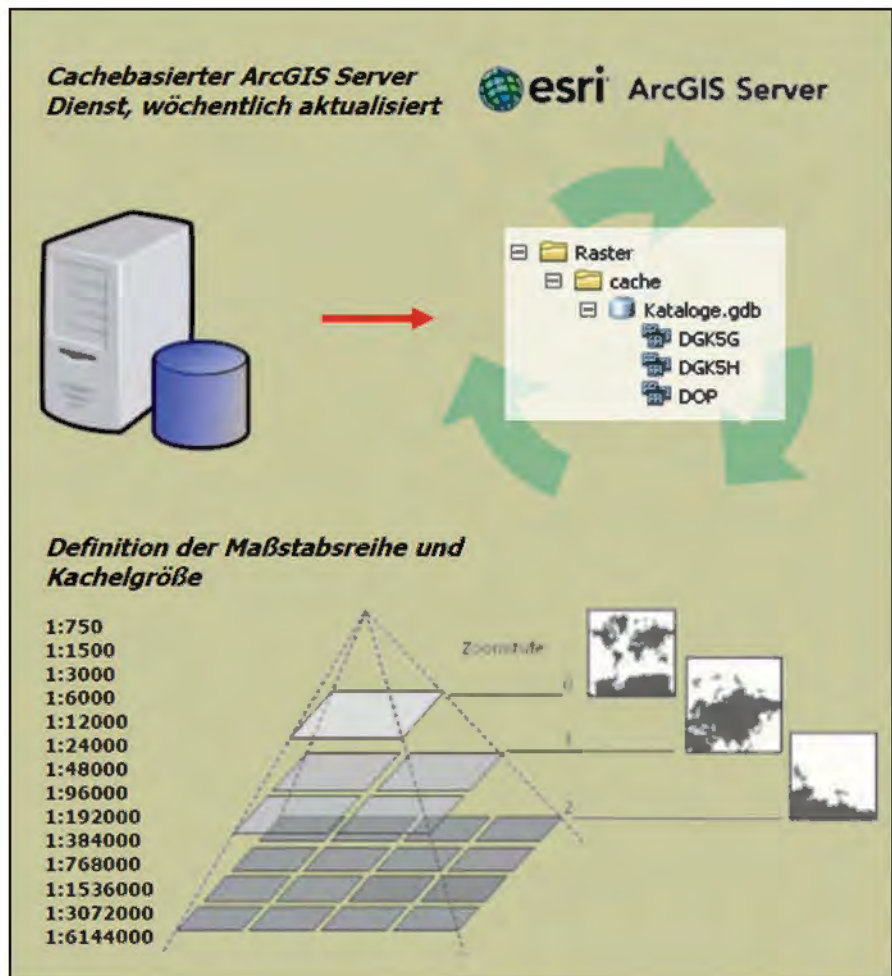 Cachebasierter ArcGIS Server
Dienst, wöchentlich aktualisiert
esri ArcGIS Server
Raster
cache
Kataloge.gdb
DGK5G
DGK5H
DOP
Definition der Maßstabsreihe und
Kachelgröße
1:750
1:1500
1:3000
1:6000
1:12000
1:24000
1:48000
1:96000
1:192000
1:384000
1:768000
1:1536000
1:3072000
1:6144000
Zoomstufe
0
1
2